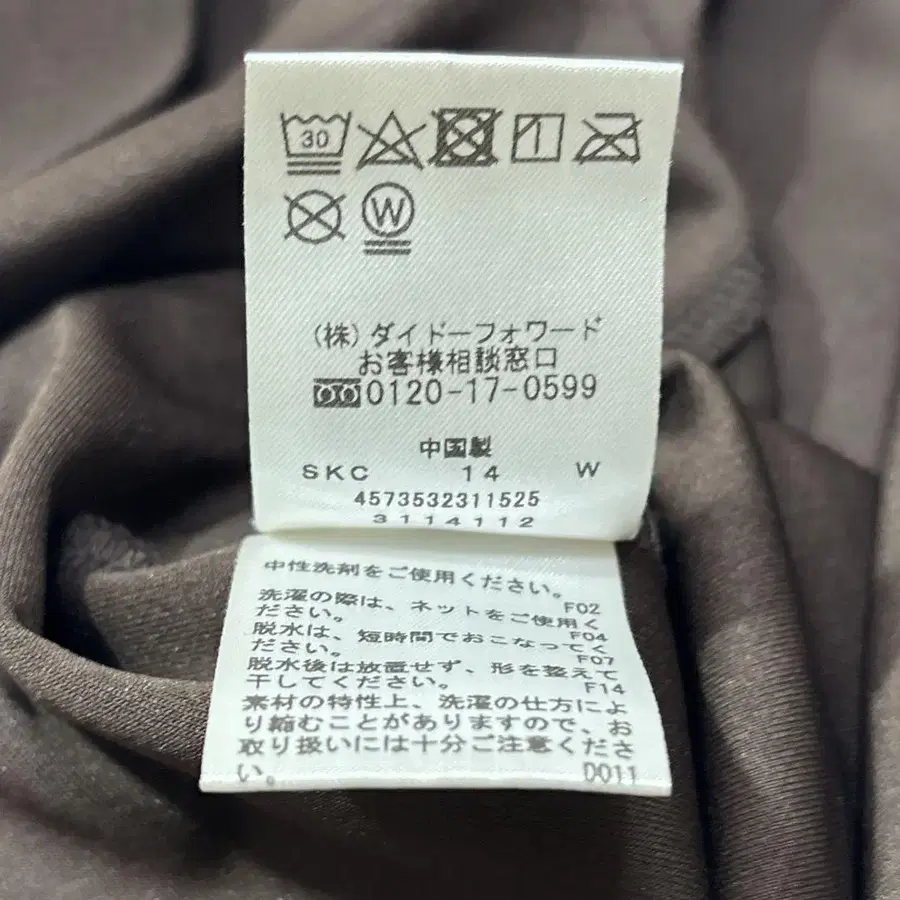 30
W
(株)ダイドーフォワード
お客様相談窓口
0120-17-0599
中国製
SKC 14 W
4573532311525
3114112
中性洗剤をご使用ください。
F02
洗濯の際は、ネットをご使用く
ださい。 F04
脱水は、短時間でおこなってく
ださい。 F07
脱水後は放置せず、形を整えて
干してください。 F14
素材の特性上、洗濯の仕方によ
り縮むことがありますので、お
取り扱いには十分ご注意くださ
い。 D011